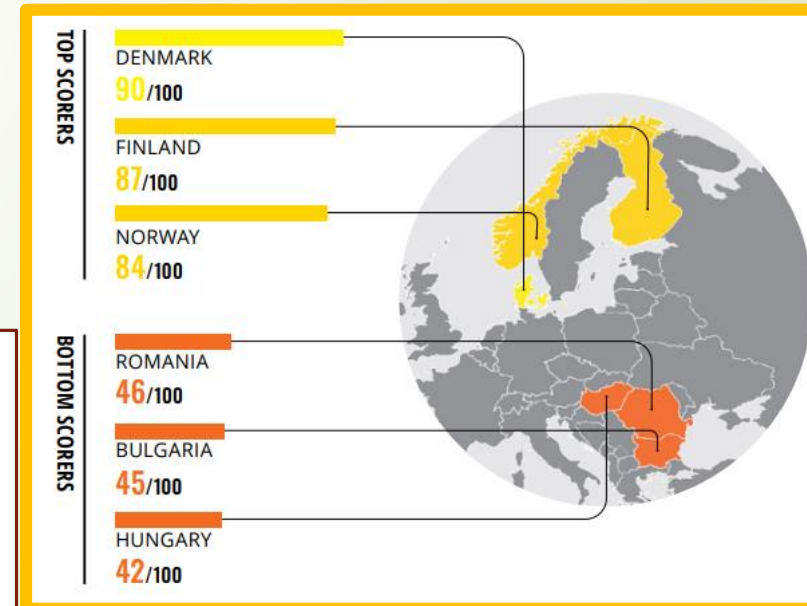 TOP SCORERS
DENMARK
90/100
FINLAND
87/100
NORWAY
84/100
BOTTOM SCORERS
ROMANIA
46/100
BULGARIA
45/100
HUNGARY
42/100